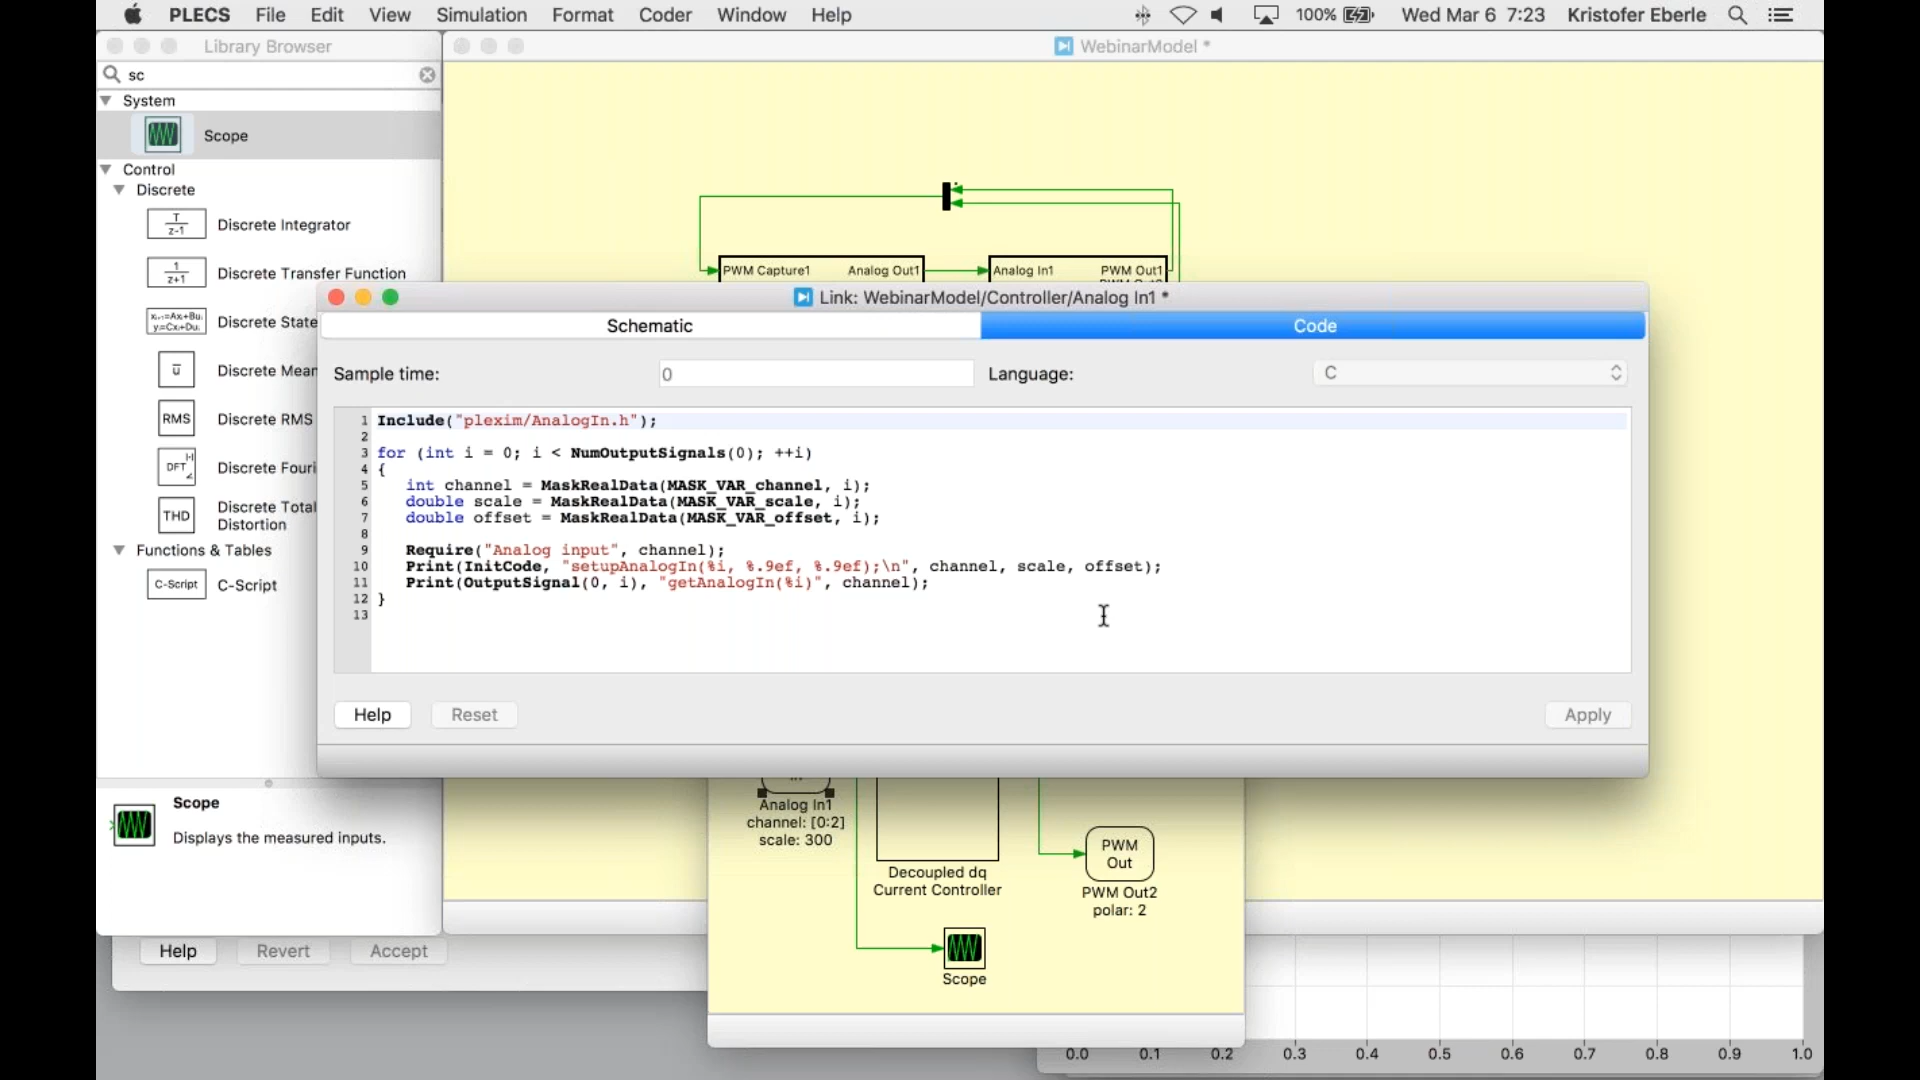 PLECS File Edit View Simulation Format Coder Window Help 100% Wed Mar 6 7:23 Kristofer Eberle
Library Browser
WebinarModel *
sc
System
Scope
Control
Discrete
T
z-1
Discrete Integrator
1
z+1
Discrete Transfer Function
Discrete State
ū
Discrete Mean
RMS
Discrete RMS
DFT
Discrete Fouri
THD
Discrete Total
Distortion
Functions & Tables
C-Script
C-Script
Scope
Displays the measured inputs.
Help Revert Accept
PWM Capture1 Analog Out1
Analog In1 PWM Out1
Link: WebinarModel/Controller/Analog In1 *
Schematic Code
Sample time: 0 Language: C
1 Include("plexim/AnalogIn.h");
2
3 for (int i = 0; i < NumOutputSignals(0); ++i)
4 {
5 int channel = MaskRealData(MASK_VAR_channel, i);
6 double scale = MaskRealData(MASK_VAR_scale, i);
7 double offset = MaskRealData(MASK_VAR_offset, i);
8
9 Require("Analog input", channel);
10 Print(InitCode, "setupAnalogIn(%i, %.9ef, %.9ef);\n", channel, scale, offset);
11 Print(OutputSignal(0, i), "getAnalogIn(%i)", channel);
12 }
13
Help Reset Apply
Analog In1
channel: [0:2]
scale: 300
Decoupled dq
Current Controller
PWM
Out
PWM Out2
polar: 2
Scope
0.0 0.1 0.2 0.3 0.4 0.5 0.6 0.7 0.8 0.9 1.0